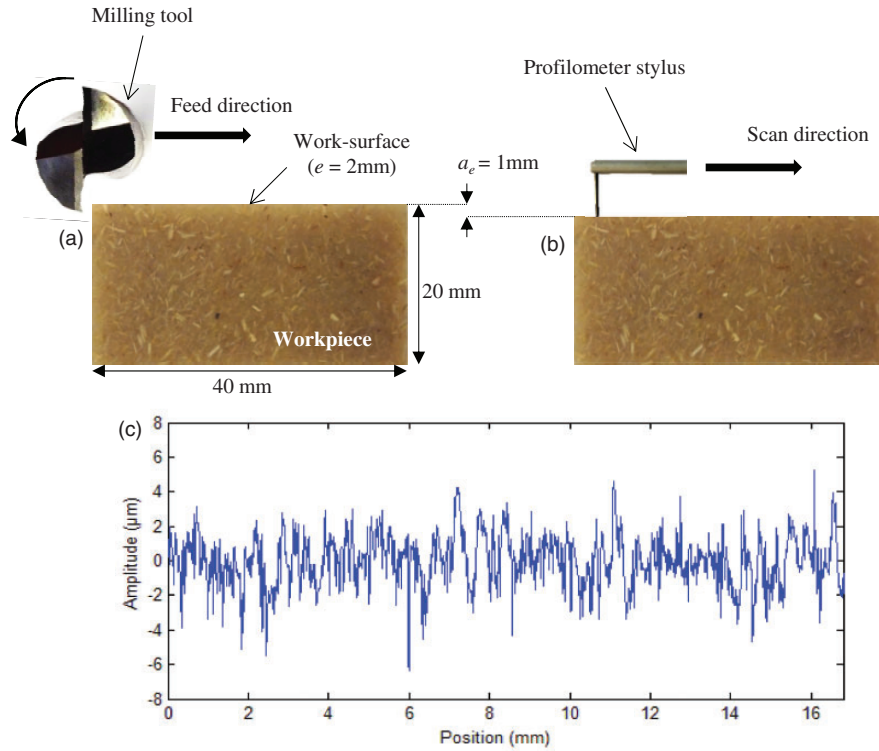 Milling tool
Feed direction
Work-surface
(e = 2mm)
Profilometer stylus
Scan direction
aₑ = 1mm
(a)
(b)
20 mm
Workpiece
40 mm
(c)
8
6
4
2
0
-2
-4
-6
-8
Amplitude (µm)
0 2 4 6 8 10 12 14 16
Position (mm)